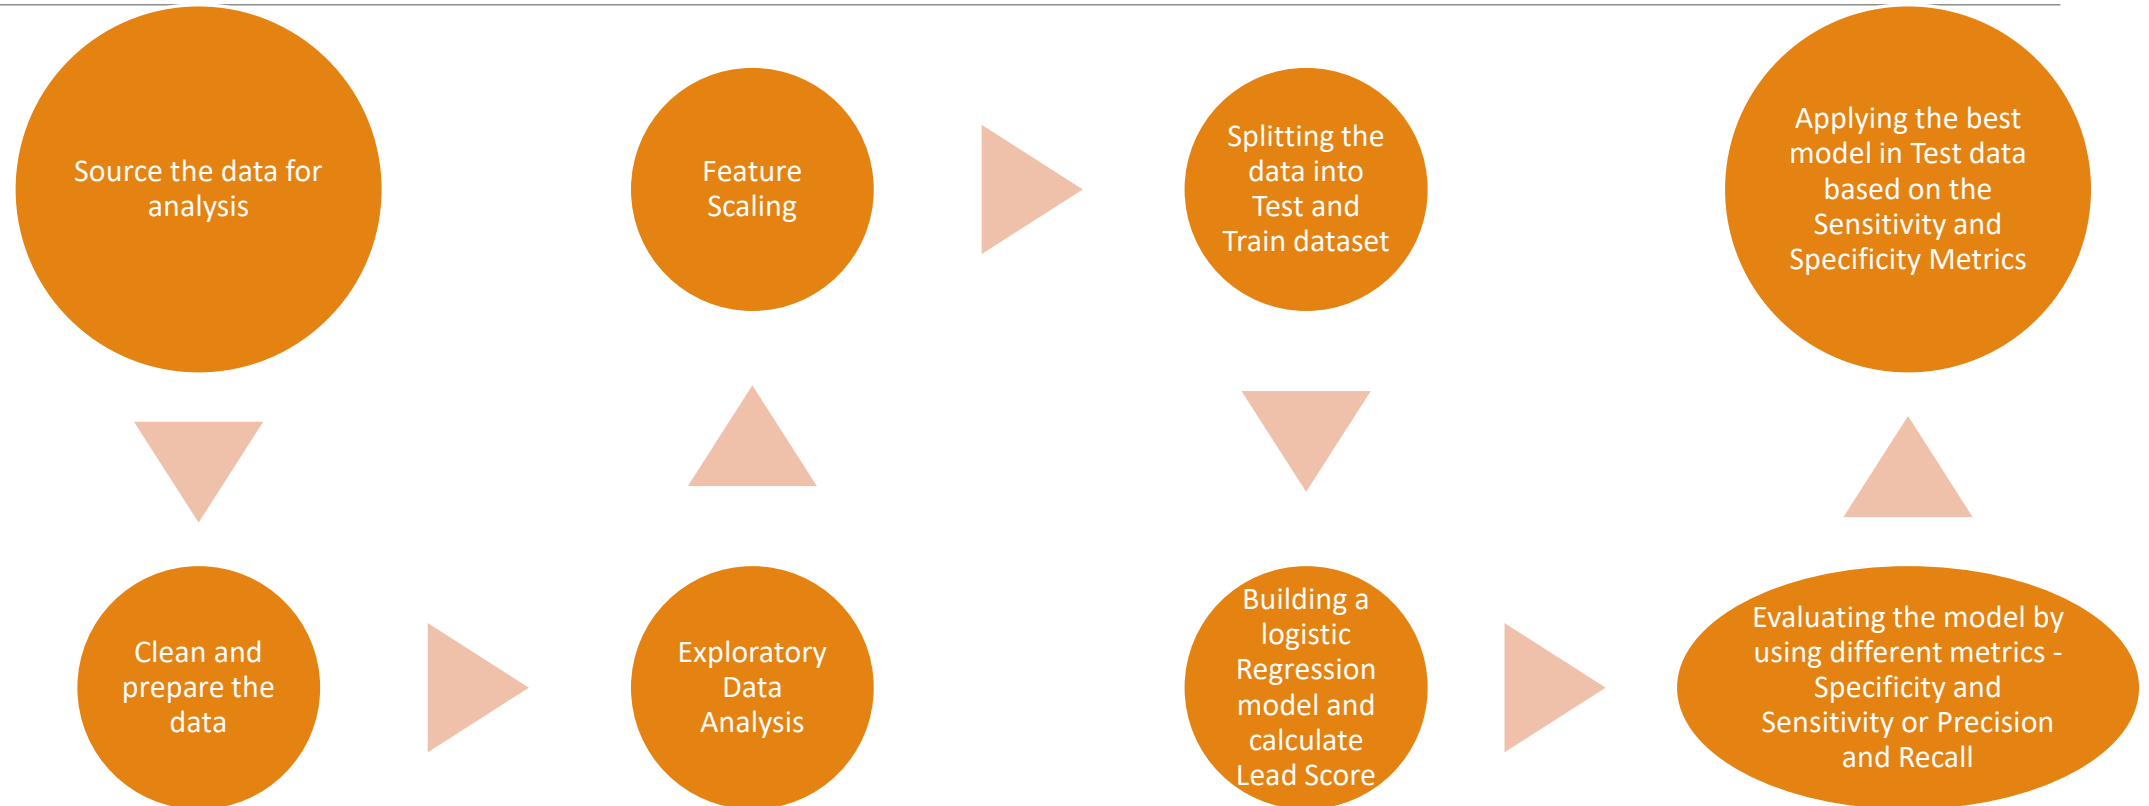 Source the data for
analysis
Clean and
prepare the
data
Exploratory
Data
Analysis
Feature
Scaling
Splitting the
data into
Test and
Train dataset
Building a
logistic
Regression
model and
calculate
Lead Score
Evaluating the model by
using different metrics -
Specificity and
Sensitivity or Precision
and Recall
Applying the best
model in Test data
based on the
Sensitivity and
Specificity Metrics